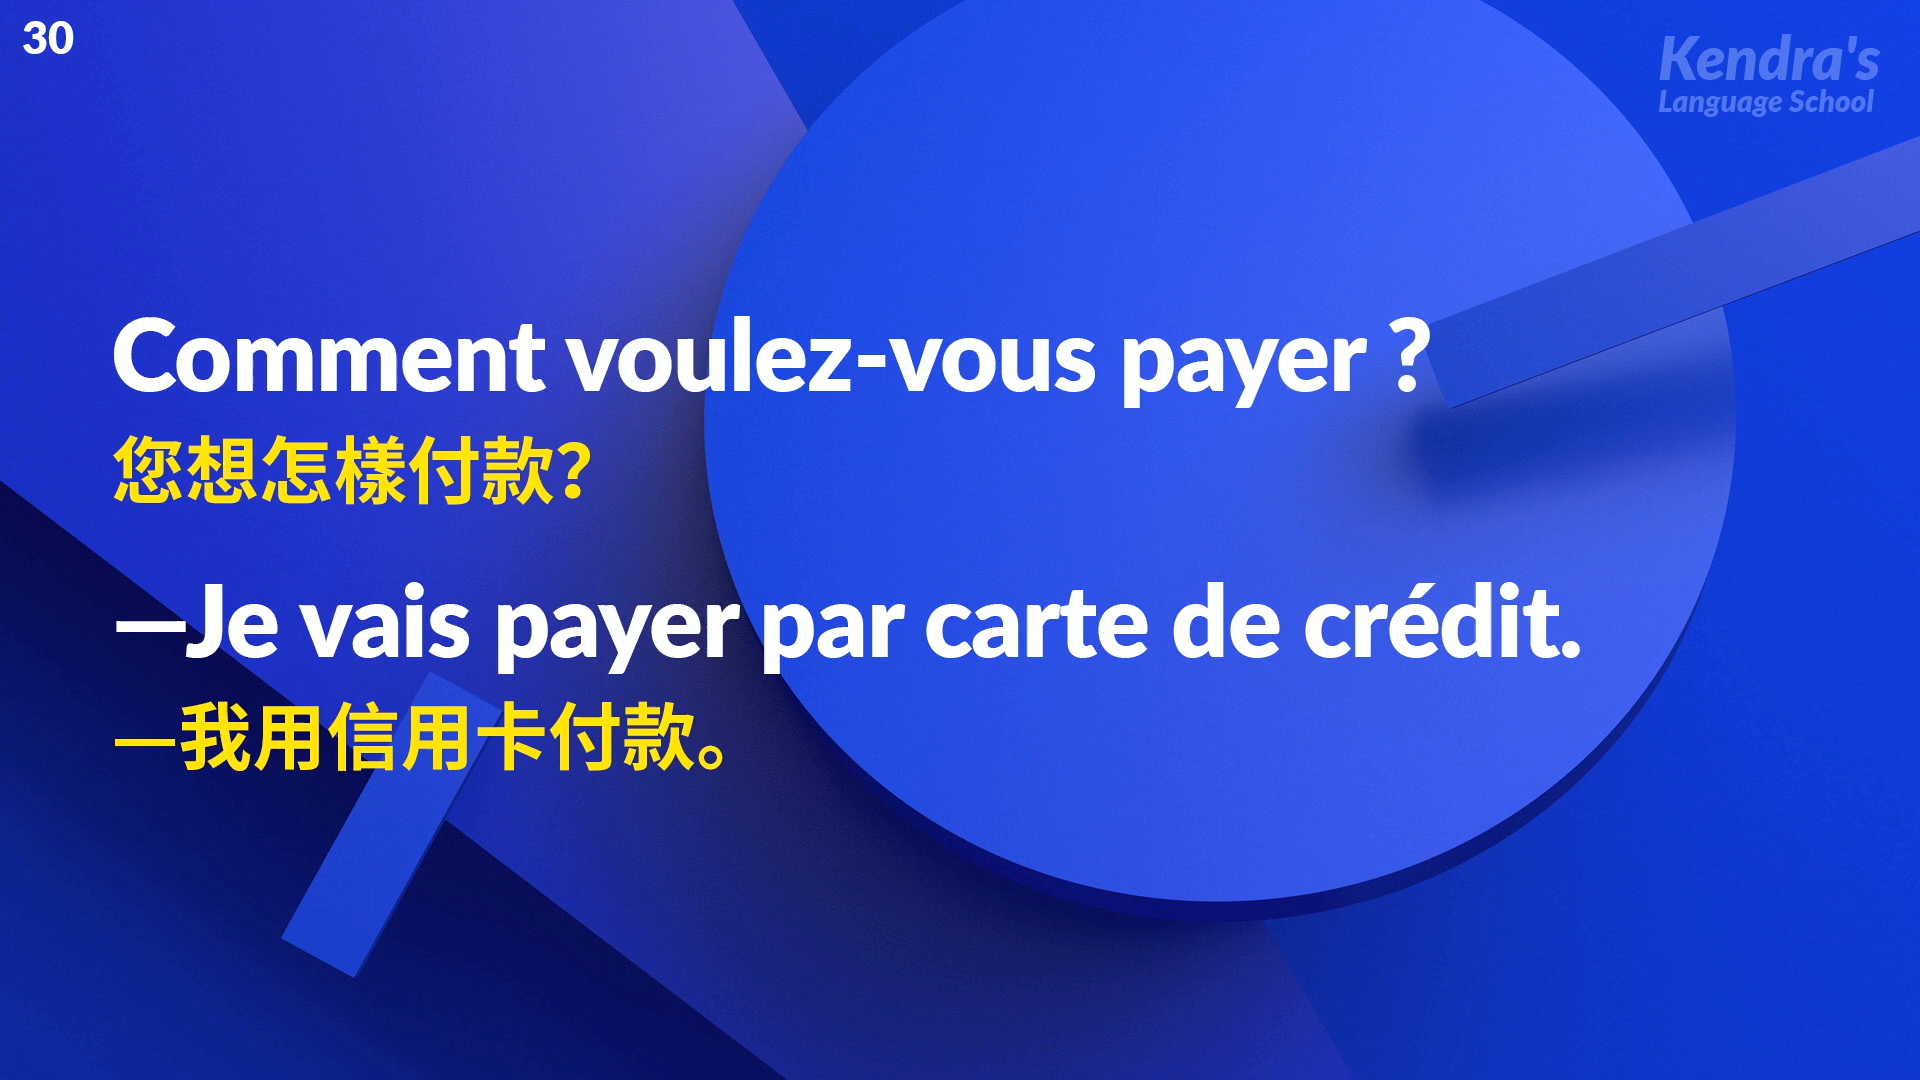 30
Kendra's
Language School
Comment voulez-vous payer ?
您想怎樣付款?
—Je vais payer par carte de crédit.
—我用信用卡付款。